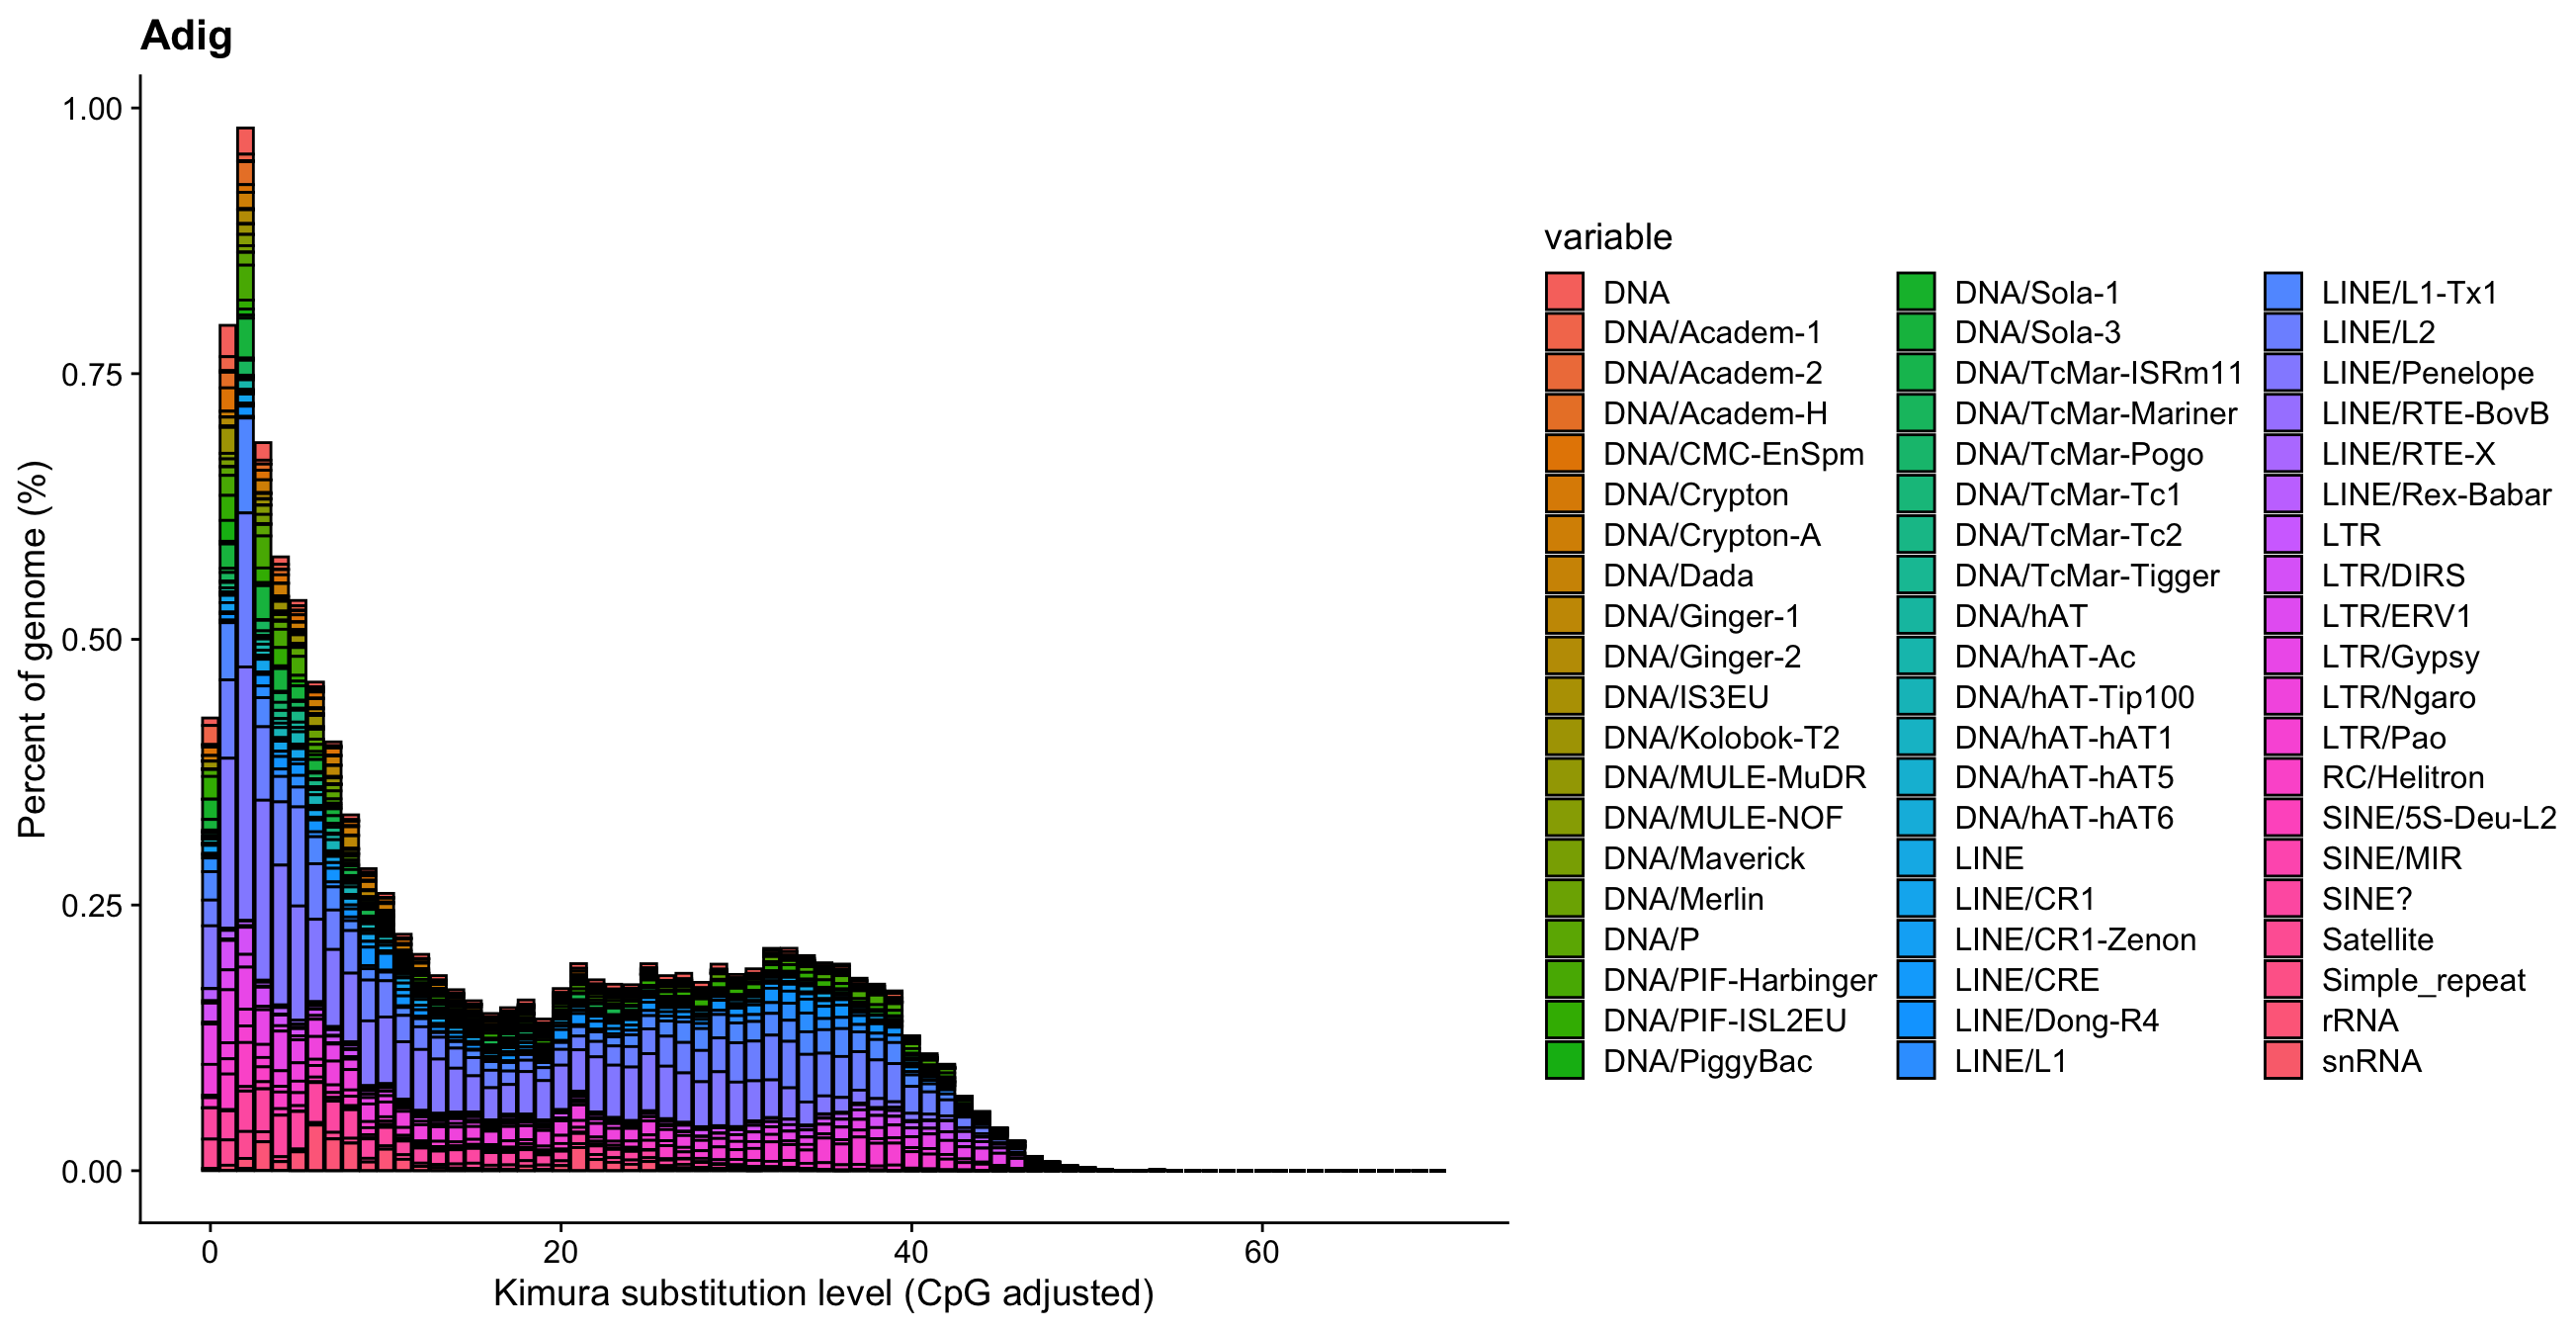 Adig
Percent of genome (%)
1.00
0.75
0.50
0.25
0.00
0
20
40
60
Kimura substitution level (CpG adjusted)
variable
DNA
DNA/Academ-1
DNA/Academ-2
DNA/Academ-H
DNA/CMC-EnSpm
DNA/Crypton
DNA/Crypton-A
DNA/Dada
DNA/Ginger-1
DNA/Ginger-2
DNA/IS3EU
DNA/Kolobok-T2
DNA/MULE-MuDR
DNA/MULE-NOF
DNA/Maverick
DNA/Merlin
DNA/P
DNA/PIF-Harbinger
DNA/PIF-ISL2EU
DNA/PiggyBac
DNA/Sola-1
DNA/Sola-3
DNA/TcMar-ISRm11
DNA/TcMar-Mariner
DNA/TcMar-Pogo
DNA/TcMar-Tc1
DNA/TcMar-Tc2
DNA/TcMar-Tigger
DNA/hAT
DNA/hAT-Ac
DNA/hAT-Tip100
DNA/hAT-hAT1
DNA/hAT-hAT5
DNA/hAT-hAT6
LINE
LINE/CR1
LINE/CR1-Zenon
LINE/CRE
LINE/Dong-R4
LINE/L1
LINE/L1-Tx1
LINE/L2
LINE/Penelope
LINE/RTE-BovB
LINE/RTE-X
LINE/Rex-Babar
LTR
LTR/DIRS
LTR/ERV1
LTR/Gypsy
LTR/Ngaro
LTR/Pao
RC/Helitron
SINE/5S-Deu-L2
SINE/MIR
SINE?
Satellite
Simple_repeat
rRNA
snRNA